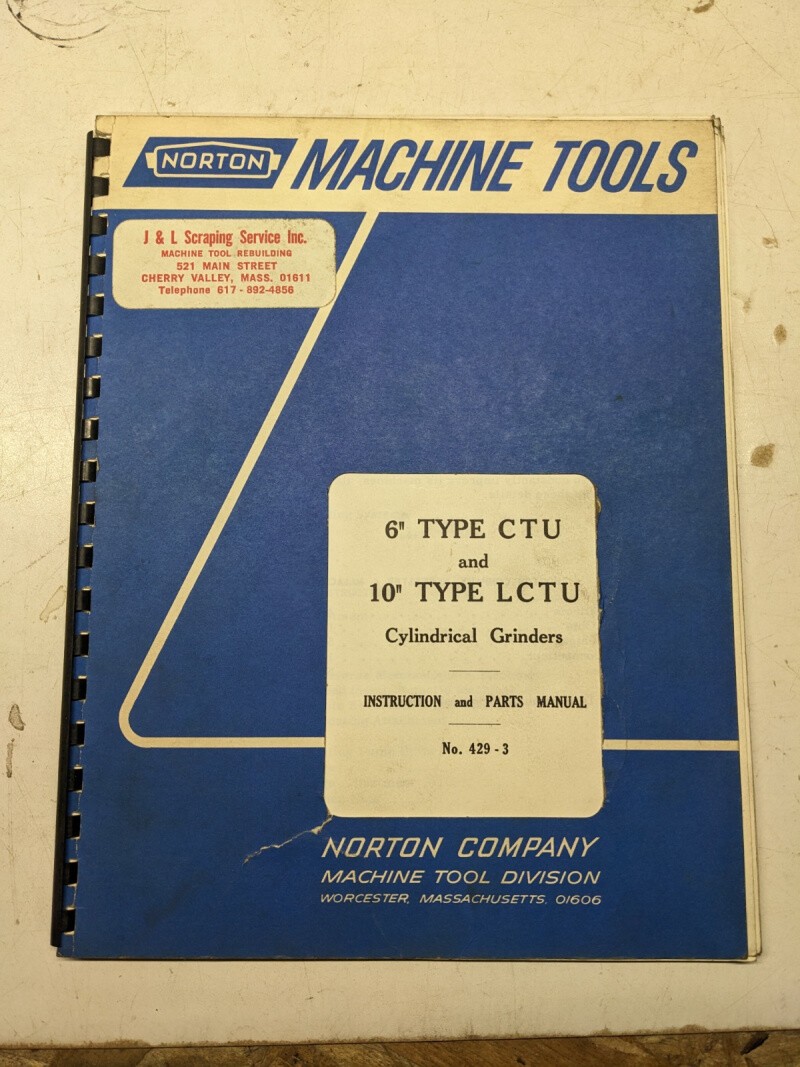 NORTON MACHINE TOOLS
J & L Scraping Service Inc.
MACHINE TOOL REBUILDING
521 MAIN STREET
CHERRY VALLEY, MASS. 01611
Telephone 617 - 892-4856
6" TYPE CTU
and
10" TYPE LCTU
Cylindrical Grinders
INSTRUCTION and PARTS MANUAL
No. 429 - 3
NORTON COMPANY
MACHINE TOOL DIVISION
WORCESTER, MASSACHUSETTS. 01606